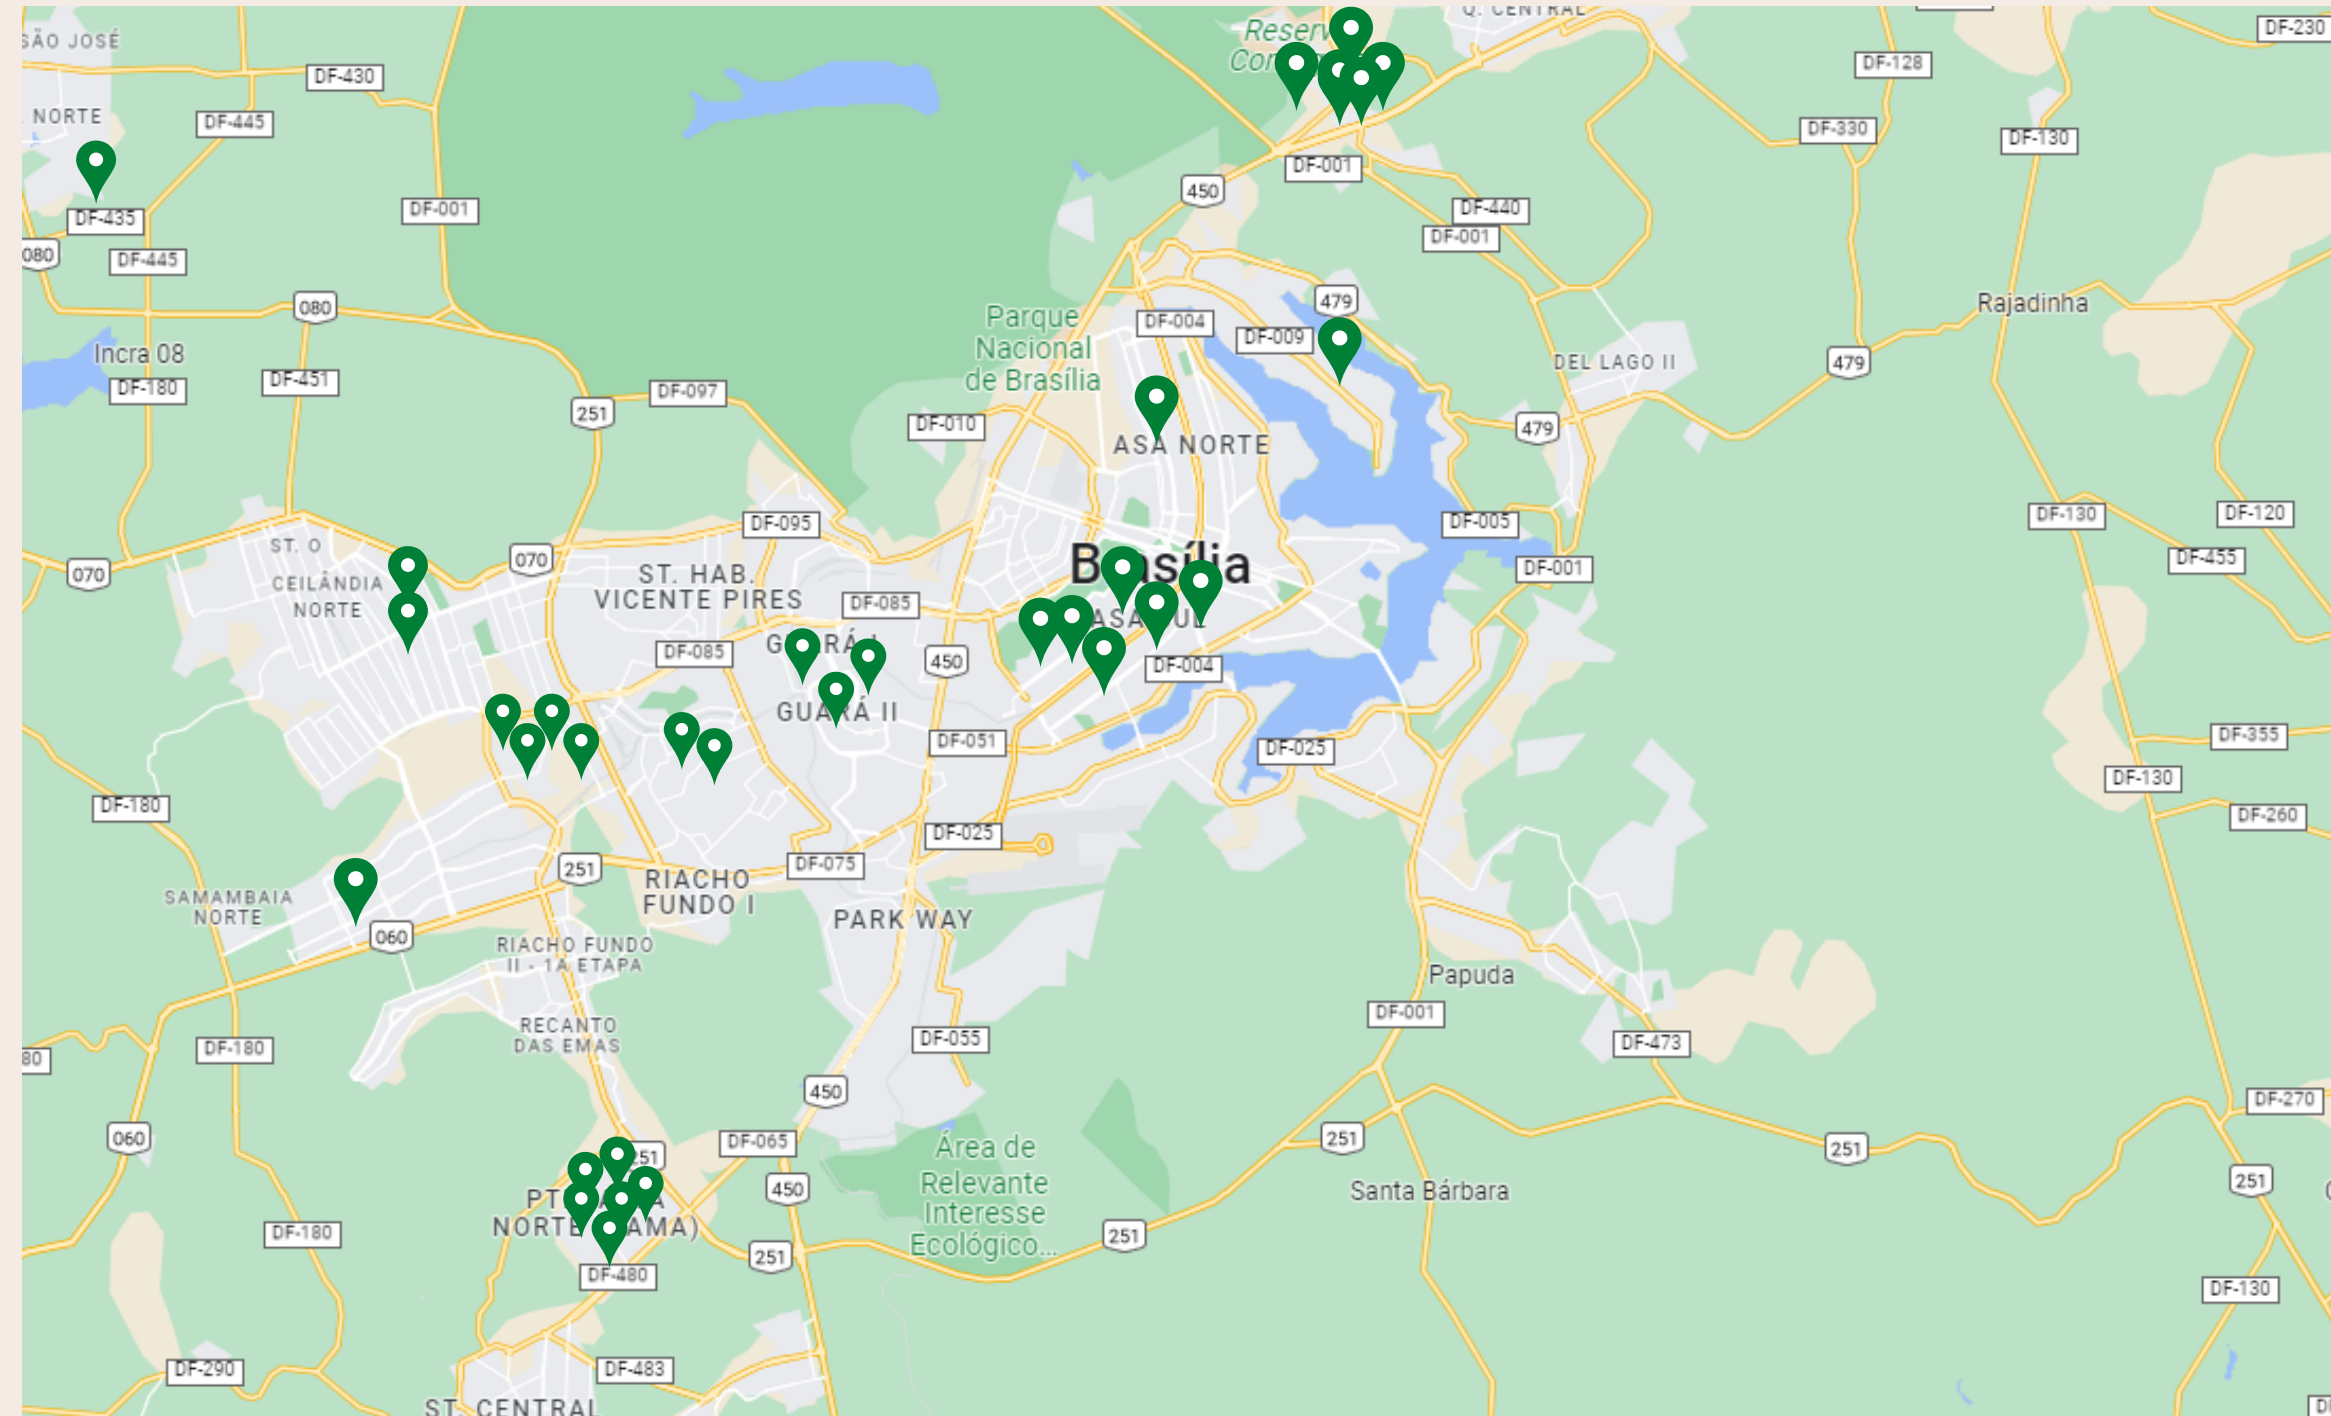 SÃO JOSÉ
DF-430
NORTE
DF-445
DF-435
DF-001
080
DF-445
080
Incra 08
DF-180
DF-451
251
DF-097
Q. CENTRAL
DF-230
DF-128
DF-330
DF-130
DF-001
450
DF-440
DF-001
Parque
Nacional
de Brasília
DF-004
DF-009
479
DF-010
ASA NORTE
DEL LAGO II
479
479
Rajadinha
DF-130
DF-120
DF-455
DF-005
DF-001
ST. O
070
070
CEILÂNDIA
NORTE
DF-095
ST. HAB.
VICENTE PIRES
DF-085
DF-085
GUARÁ II
450
DF-004
DF-051
DF-025
DF-355
DF-130
DF-260
DF-180
SAMAMBAIA
NORTE
060
251
DF-075
DF-025
RIACHO
FUNDO I
PARK WAY
RIACHO FUNDO
II - 1A ETAPA
RECANTO
DAS EMAS
Papuda
DF-001
DF-473
80
DF-180
DF-055
450
060
DF-065
450
251
Área de
Relevante
Interesse
Ecológico...
251
251
DF-270
251
Santa Bárbara
NORTE
251
251
DF-180
DF-480
DF-130
DF-290
DF-483
ST. CENTRAL